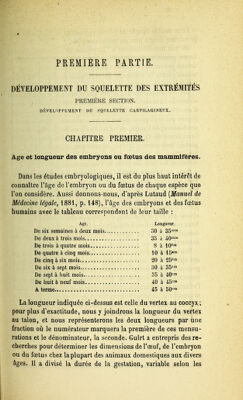 PREMIERE PARTIE.
DÉVELOPPEMENT DU SQUELETTE DES EXTRÉMITÉS
PREMIÈRE SECTION.
DÉVELOPPEMENT DU SQUELETTE CARTILAGINEUX.
CHAPITRE PREMIER.
Age et longueur des embryons ou fœtus des mammifères.
Dans les études embryologiques, il est du plus haut intérêt de
connaître l'âge de l'embryon ou du fœtus de chaque espèce que
l'on considère. Aussi donnons-nous, d'après Lutaud (Manuel de
Médecine légale, 1881, p. 148), l'âge des embryons et des fœtus
humains avec le tableau correspondant de leur taille :
Age. Longueur.
De six semaines à deux mois............. 30 à 35mm
De deux à trois mois.................... 35 à 40mm
De trois à quatre mois.................. 8 à 10cm
De quatre à cinq mois................... 10 à 15cm
De cinq à six mois...................... 20 à 25cm
De six à sept mois...................... 30 à 35cm
De sept à huit mois..................... 35 à 40cm
De huit à neuf mois..................... 40 à 45cm
A terme................................. 45 à 50cm
La longueur indiquée ci-dessus est celle du vertex au coccyx;
pour plus d'exactitude, nous y joindrons la longueur du vertex
au talon, et nous représenterons les deux longueurs par une
fraction où le numérateur marquera la première de ces mensu-
rations et le dénominateur, la seconde. Gurlt a entrepris des re-
cherches pour déterminer les dimensions de l'œuf, de l'embryon
ou du fœtus chez la plupart des animaux domestiques aux divers
âges. Il a divisé la durée de la gestation, variable selon les